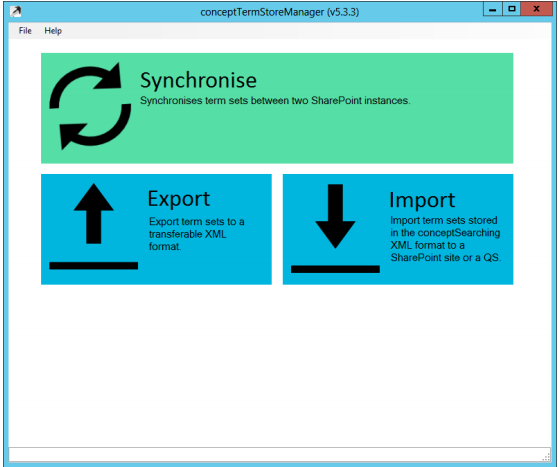 conceptTermStoreManager (v5.3.3)
File Help
Synchronise
Synchronises term sets between two SharePoint instances.
Export
Export term sets to a
transferable XML
format.
Import
Import term sets stored
in the conceptSearching
XML format to a
SharePoint site or a QS.